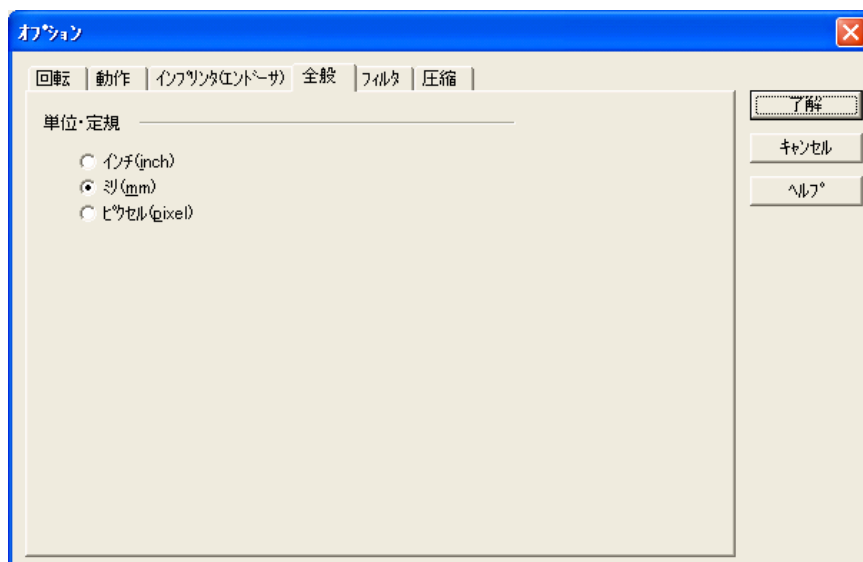 ｵﾌﾟｼｮﾝ
回転 動作 ｲﾝﾌﾟﾘﾝﾀ(ｴﾝﾄﾞｰｻ) 全般 ﾌｨﾙﾀ 圧縮
了解
単位・定規
ｷｬﾝｾﾙ
ｲﾝﾁ(inch)
ﾐﾘ(mm)
ﾍﾙﾌﾟ
ﾋﾟｸｾﾙ(pixel)